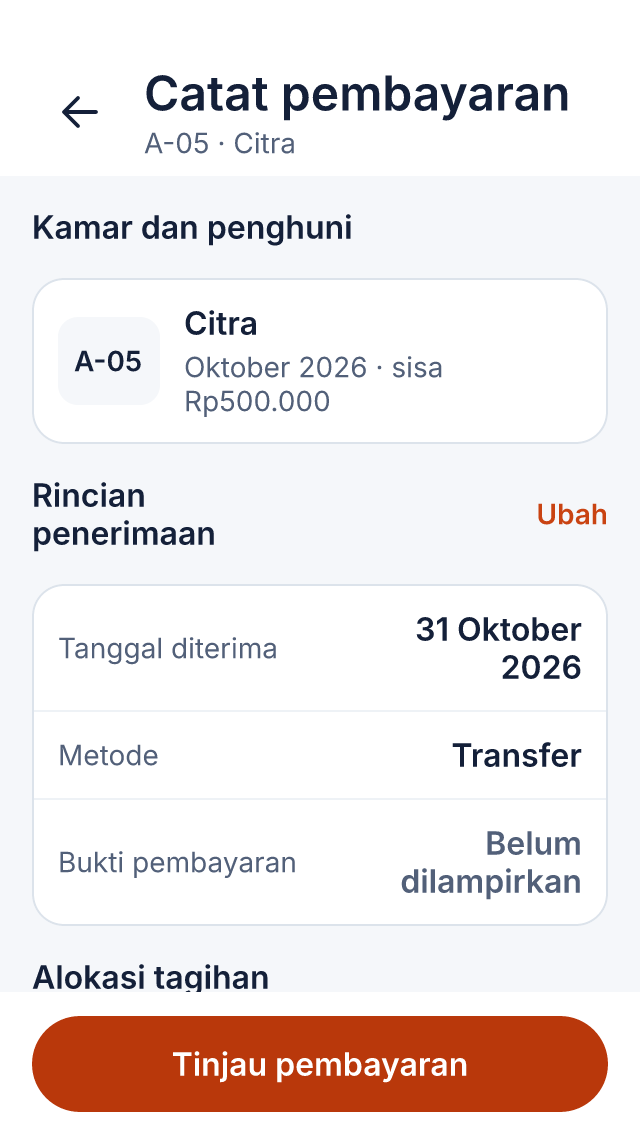 Catat pembayaran
A-05 · Citra
Kamar dan penghuni
A-05
Citra
Oktober 2026 · sisa
Rp500.000
Rincian
penerimaan
Ubah
Tanggal diterima
31 Oktober
2026
Metode
Transfer
Bukti pembayaran
Belum
dilampirkan
Alokasi tagihan
Tinjau pembayaran